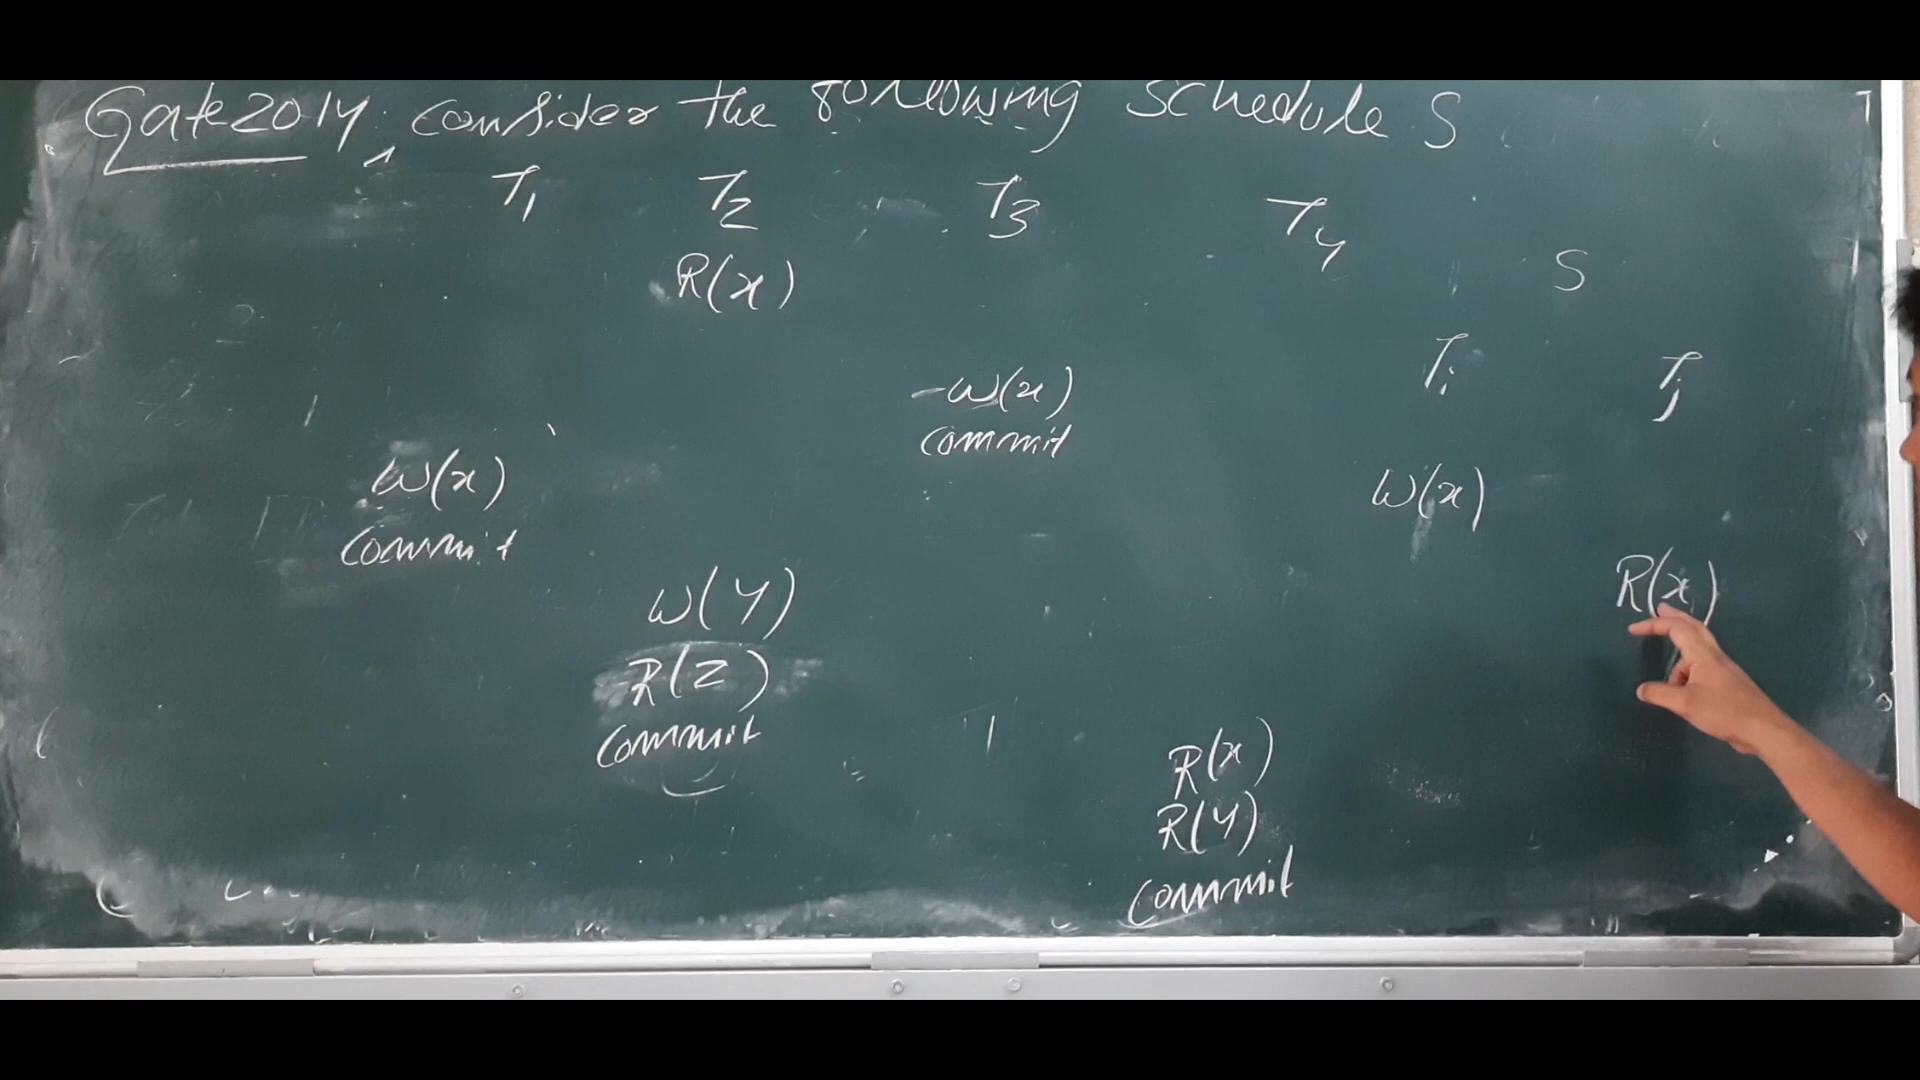 Gate2014, consider the following schedule S
T1 T2 T3 T4
R(x) S
Ti Tj
-W(x)
commit
W(x) W(x)
commit
W(Y) R(x)
R(Z)
commit
R(x)
R(Y)
commit